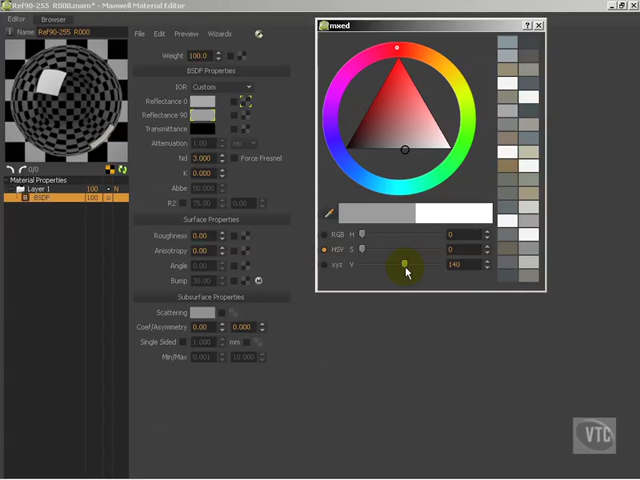 Ref90-255 R000.mxm* - Maxwell Material Editor
Editor Browser
Name Ref90-255 R000
0/0
Material Properties
Layer 1 100 N
BSDF 100
File Edit Preview Wizards
Weight 100.0
BSDF Properties
IOR Custom
Reflectance 0
Reflectance 90
Transmittance
Attenuation 1.00 nm
Nd 3.000 Force Fresnel
K 0.000
Abbe 50.000
R2 75.00 0.00
Surface Properties
Roughness 0.00
Anisotropy 0.00
Angle 0.00
Bump 30.00
Subsurface Properties
Scattering
Coef/Asymmetry 0.00 0.000
Single Sided 1.000 mm
Min/Max 0.001 10.000
mxed
RGB H 0
HSV S 0
xyz V 140
VTC